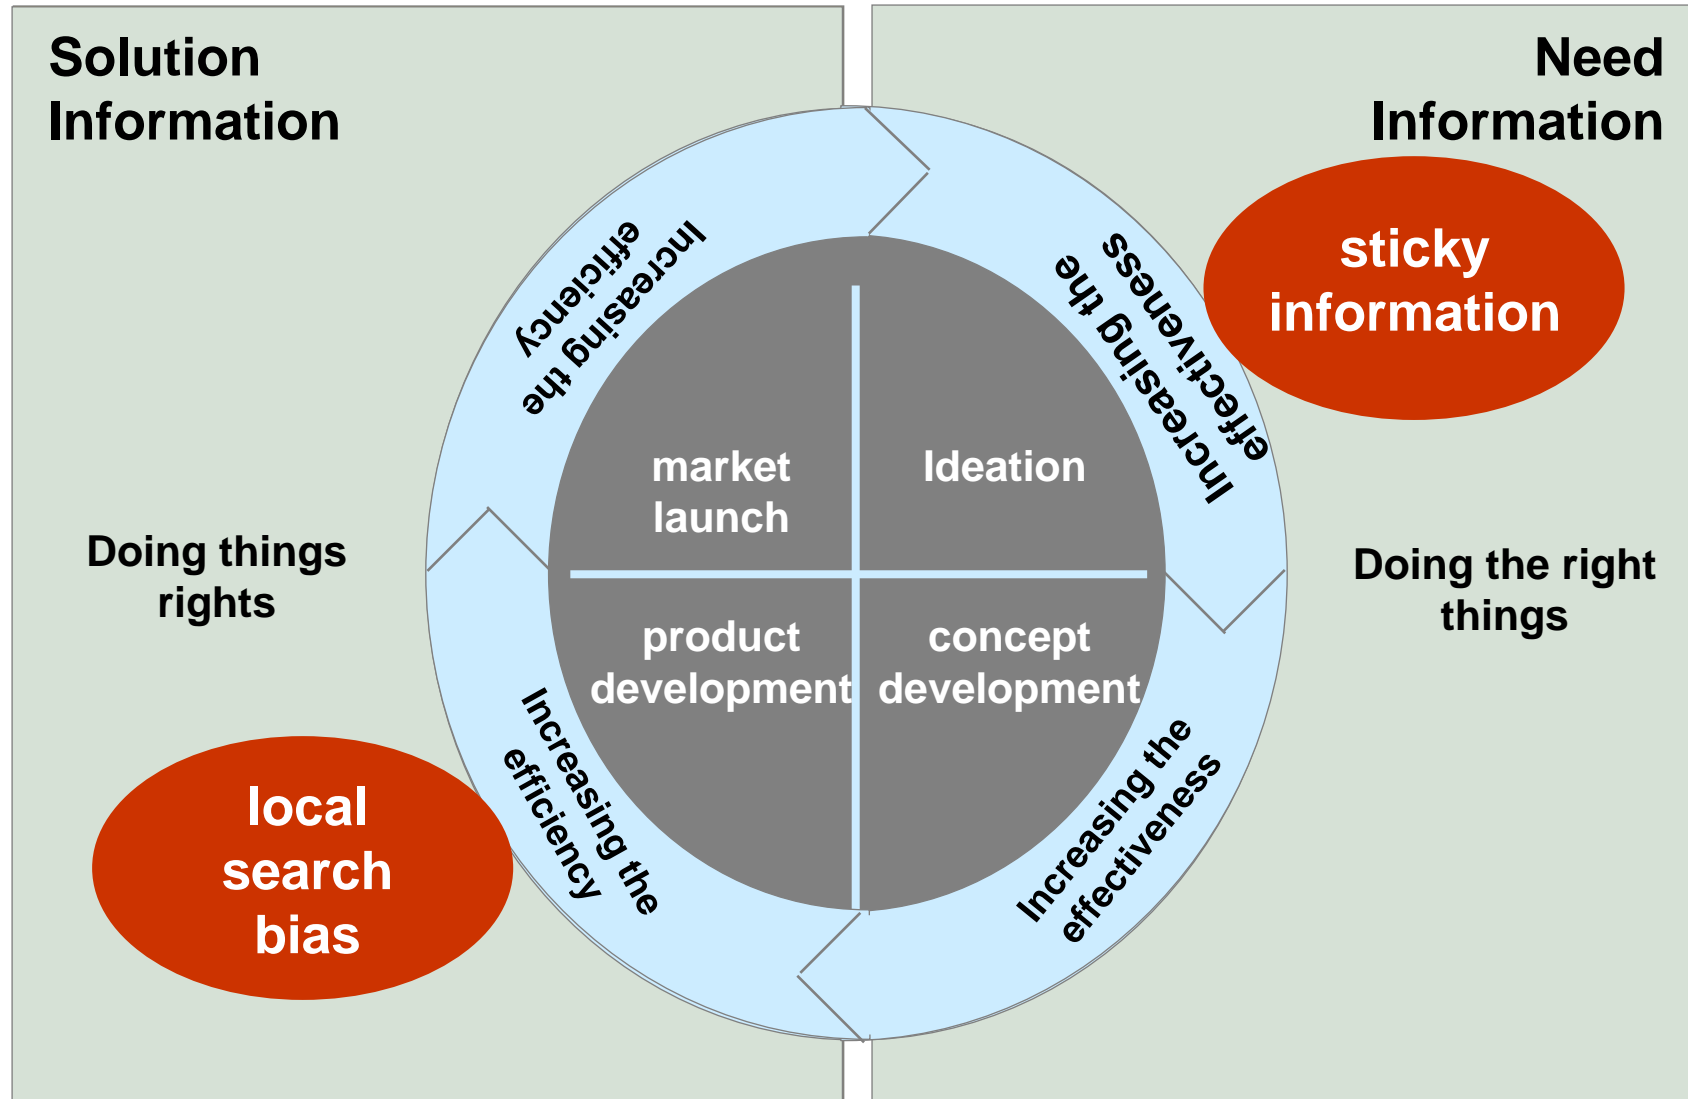 Solution
Information
Need
Information
sticky
information
Increasing the
efficiency
Increasing the
effectiveness
market
launch
Ideation
Doing things
rights
Doing the right
things
product
development
concept
development
Increasing the
efficiency
Increasing the
effectiveness
local
search
bias